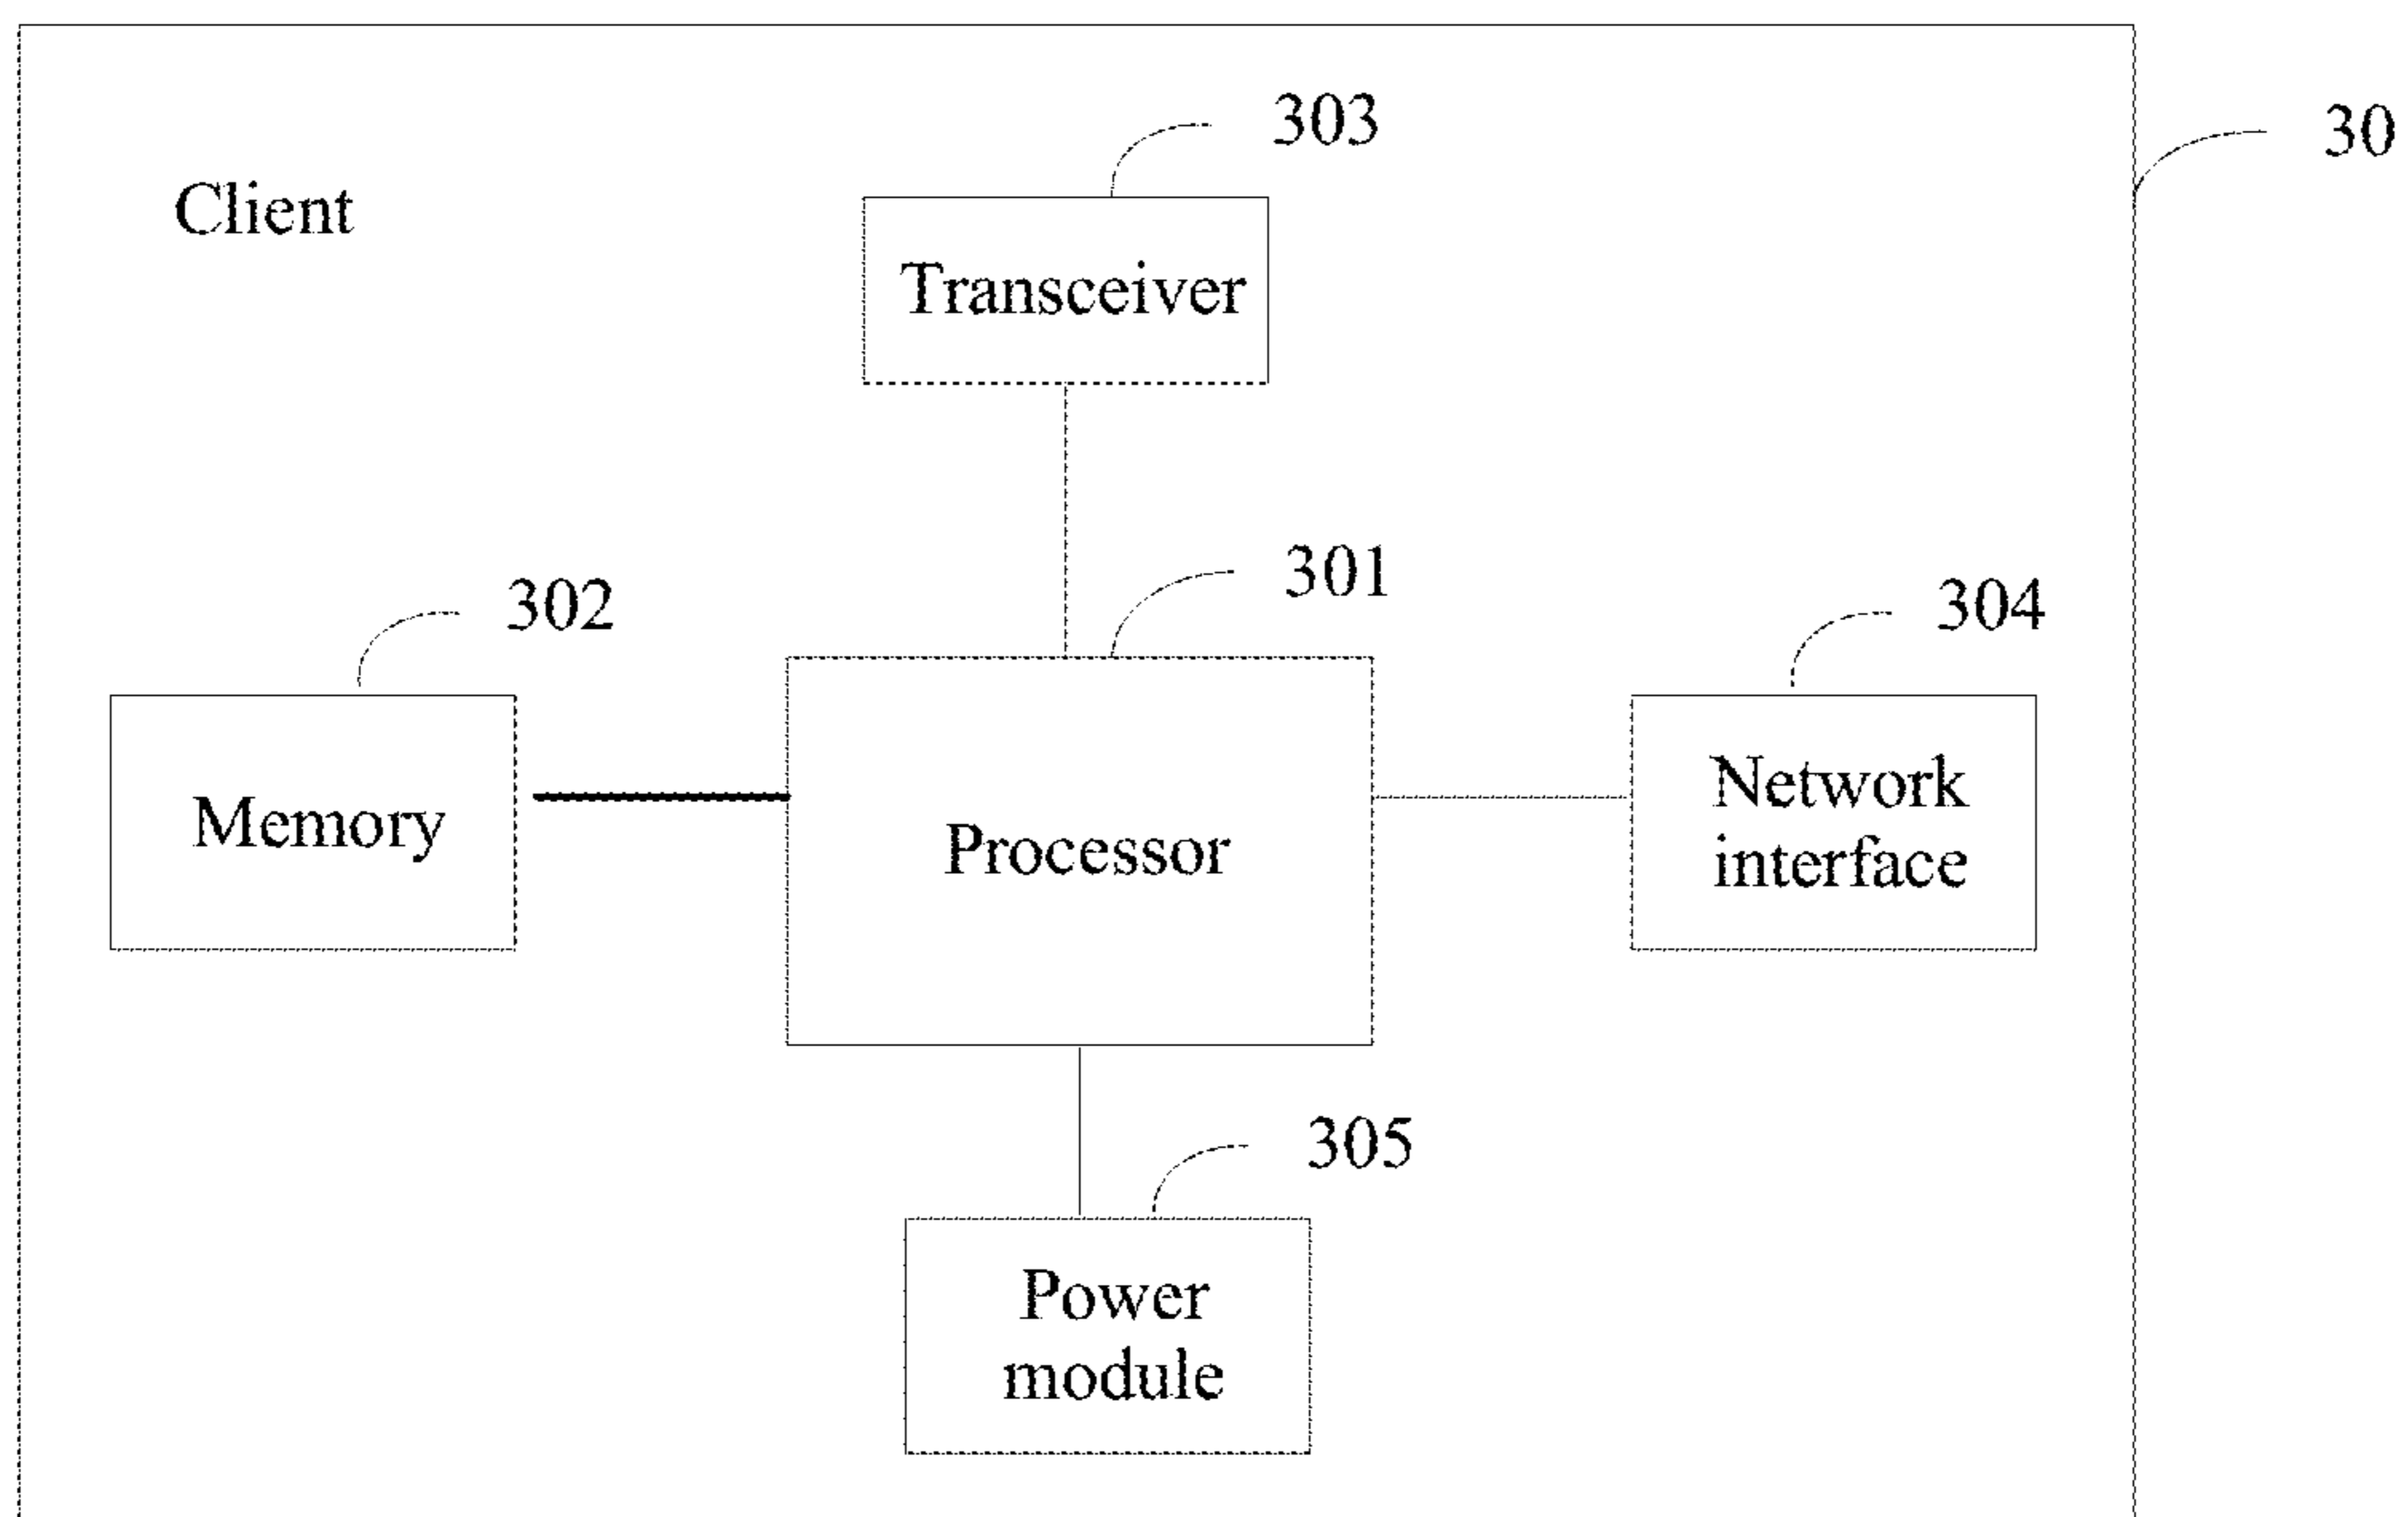 303
30
Client
Transceiver
301
302
304
Memory
Processor
Network
interface
305
Power
module